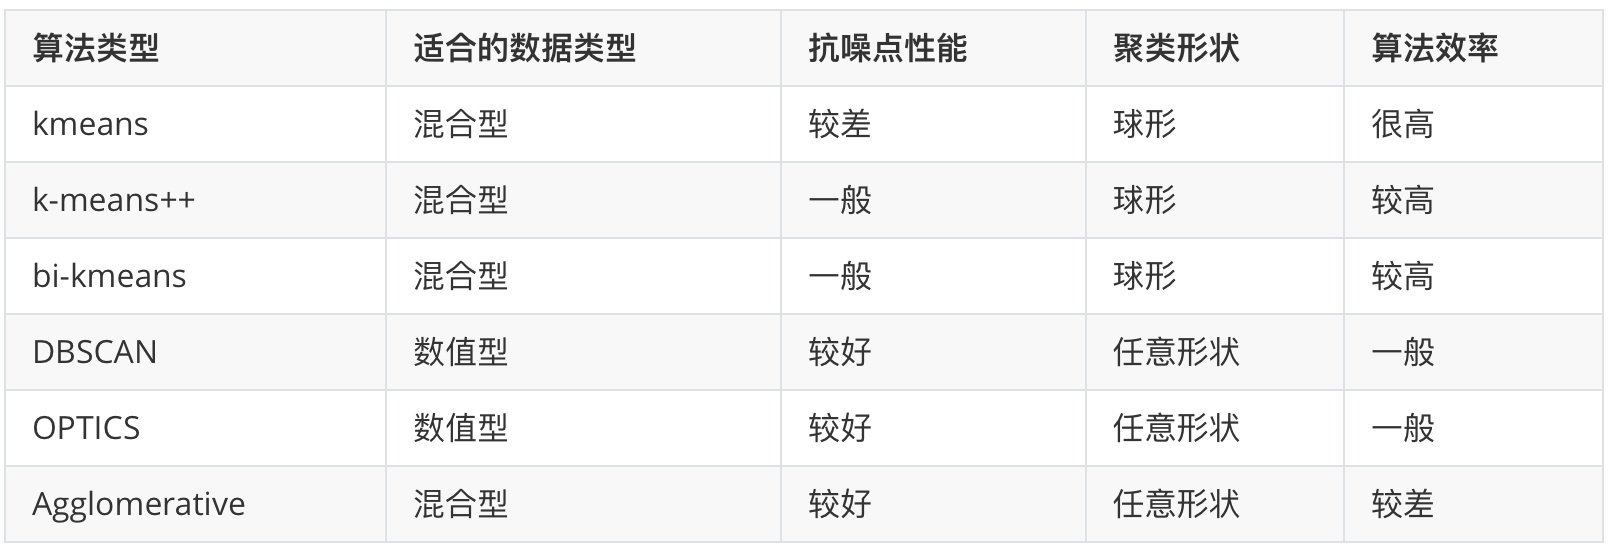 算法类型 适合的数据类型 抗噪点性能 聚类形状 算法效率
kmeans 混合型 较差 球形 很高
k-means++ 混合型 一般 球形 较高
bi-kmeans 混合型 一般 球形 较高
DBSCAN 数值型 较好 任意形状 一般
OPTICS 数值型 较好 任意形状 一般
Agglomerative 混合型 较好 任意形状 较差